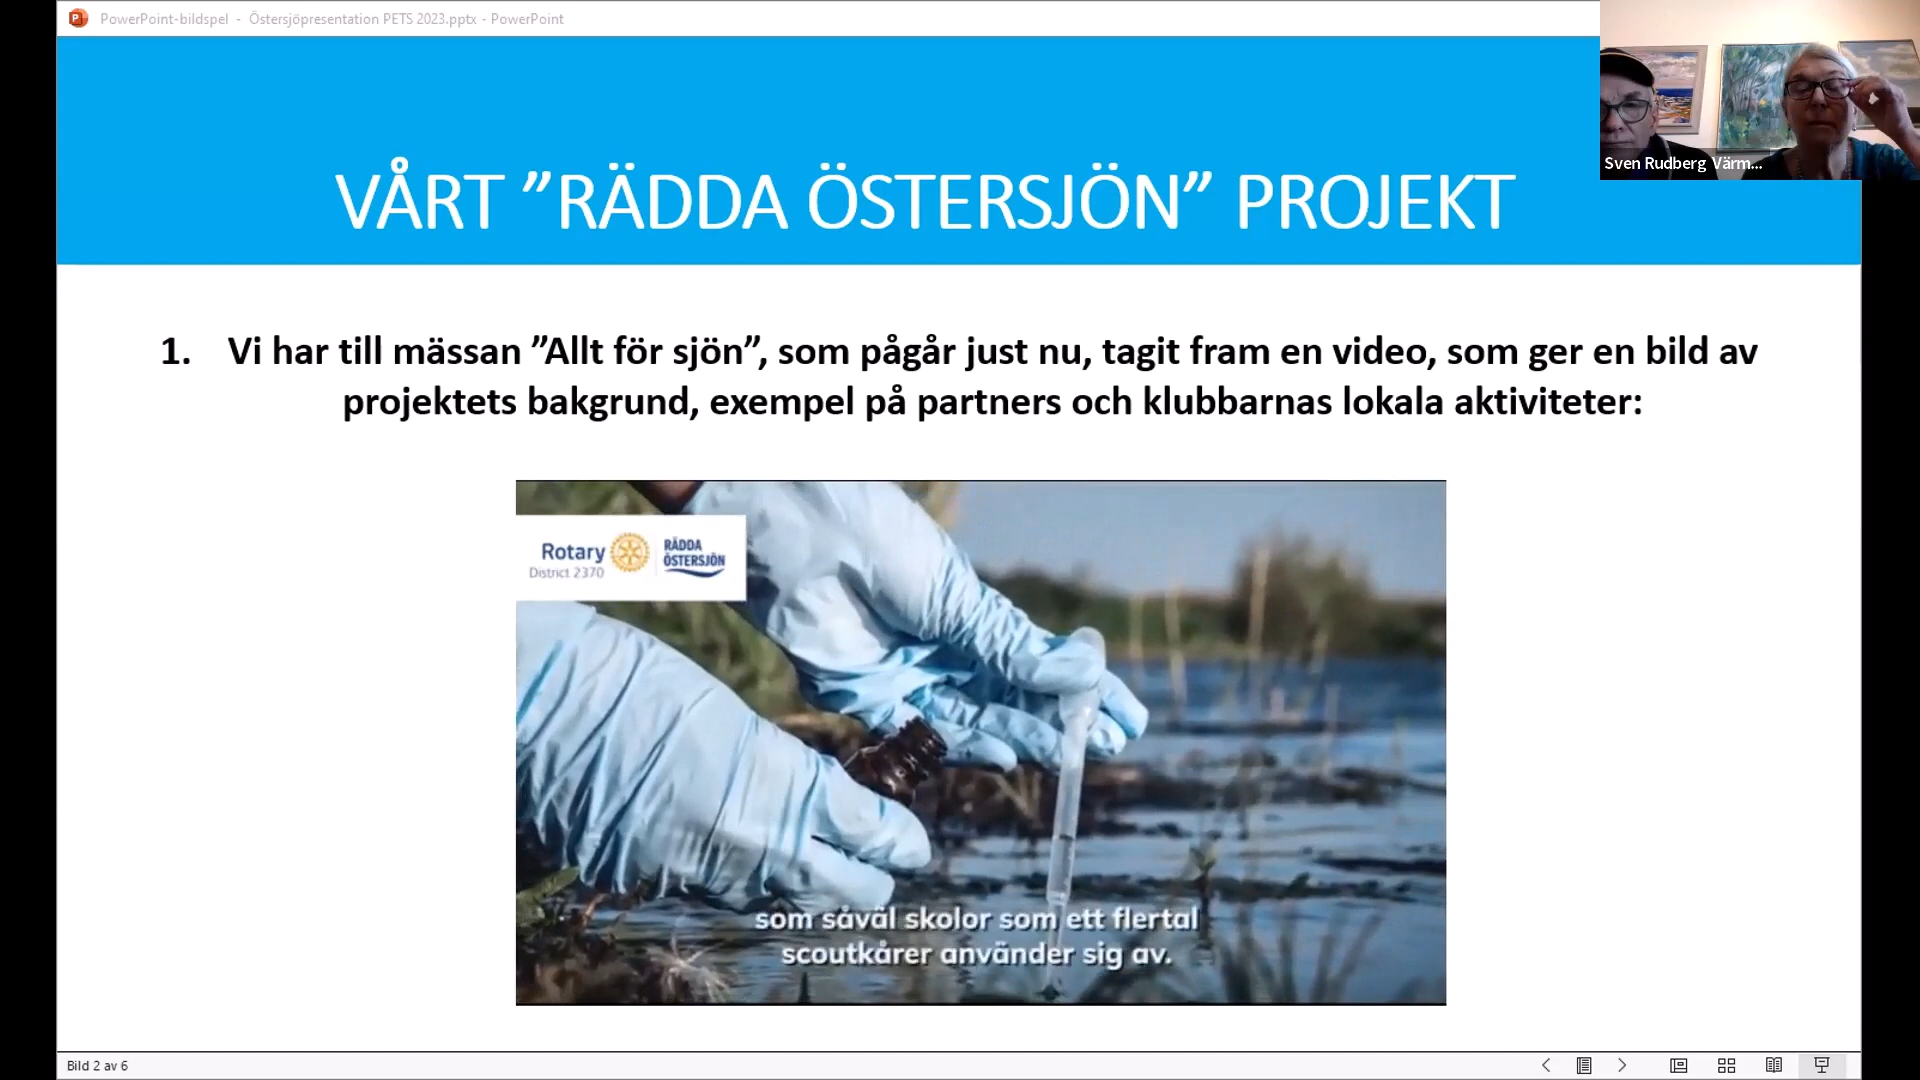 PowerPoint-bildspel - Östersjöpresentation PETS 2023.pptx - PowerPoint
Sven Rudberg Värm...
VÅRT ”RÄDDA ÖSTERSJÖN” PROJEKT
1. Vi har till mässan ”Allt för sjön”, som pågår just nu, tagit fram en video, som ger en bild av
projektets bakgrund, exempel på partners och klubbarnas lokala aktiviteter:
Rotary
District 2370
RÄDDA
ÖSTERSJÖN
som såväl skolor som ett flertal
scoutkårer använder sig av.
Bild 2 av 6